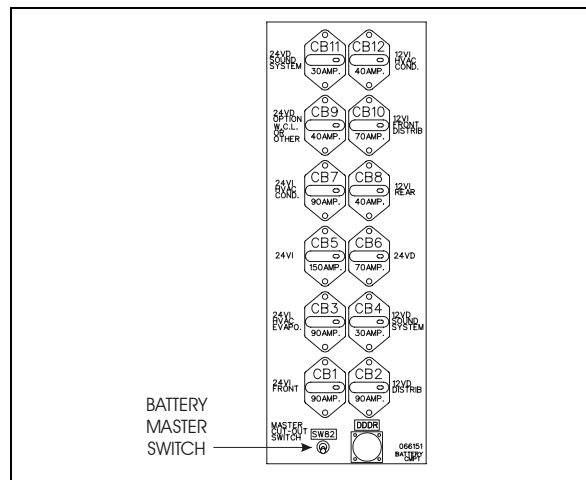 24VD
SOUND
SYSTEM
CB11
30AMP.
CB12
40AMP.
12VI
HVAC
COND.
24VD
OPTION
W.C.L.
OR
OTHER
CB9
40AMP.
CB10
70AMP.
12VI
FRONT
DISTRIB
24VI
HVAC
COND.
CB7
90AMP.
CB8
40AMP.
12VI
REAR
24VI
CB5
150AMP.
CB6
70AMP.
24VD
24VI
HVAC
EVAPO.
CB3
90AMP.
CB4
30AMP.
12VD
SOUND
SYSTEM
24VI
FRONT
CB1
90AMP.
CB2
90AMP.
12VD
DISTRIB
BATTERY
MASTER
SWITCH
MASTER
CUT-OUT
SWITCH
SW82
DDDR
066151
BATTERY
CMPT